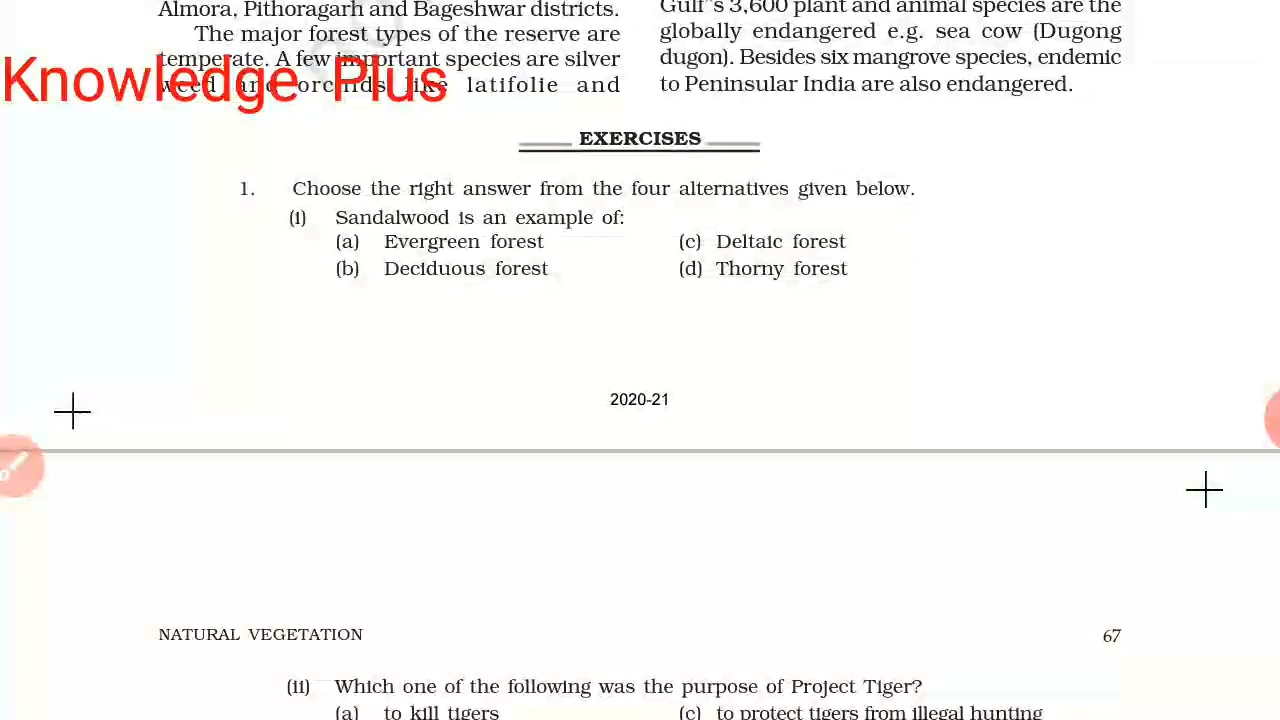 Almora, Pithoragarh and Bageshwar districts.
The major forest types of the reserve are
temperate. A few important species are silver
weed and orchids like latifolie and
Gulf"s 3,600 plant and animal species are the
globally endangered e.g. sea cow (Dugong
dugon). Besides six mangrove species, endemic
to Peninsular India are also endangered.
Knowledge Plus
EXERCISES
1. Choose the right answer from the four alternatives given below.
(i) Sandalwood is an example of:
(a) Evergreen forest (c) Deltaic forest
(b) Deciduous forest (d) Thorny forest
2020-21
NATURAL VEGETATION 67
(ii) Which one of the following was the purpose of Project Tiger?
(a) to kill tigers (c) to protect tigers from illegal hunting